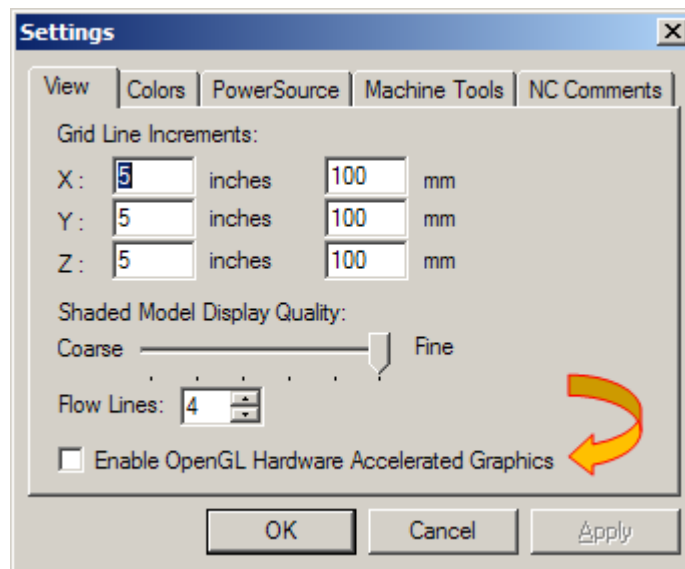 Settings
View Colors PowerSource Machine Tools NC Comments
Grid Line Increments:
X : 5 inches 100 mm
Y : 5 inches 100 mm
Z : 5 inches 100 mm
Shaded Model Display Quality:
Coarse Fine
Flow Lines: 4
Enable OpenGL Hardware Accelerated Graphics
OK Cancel Apply